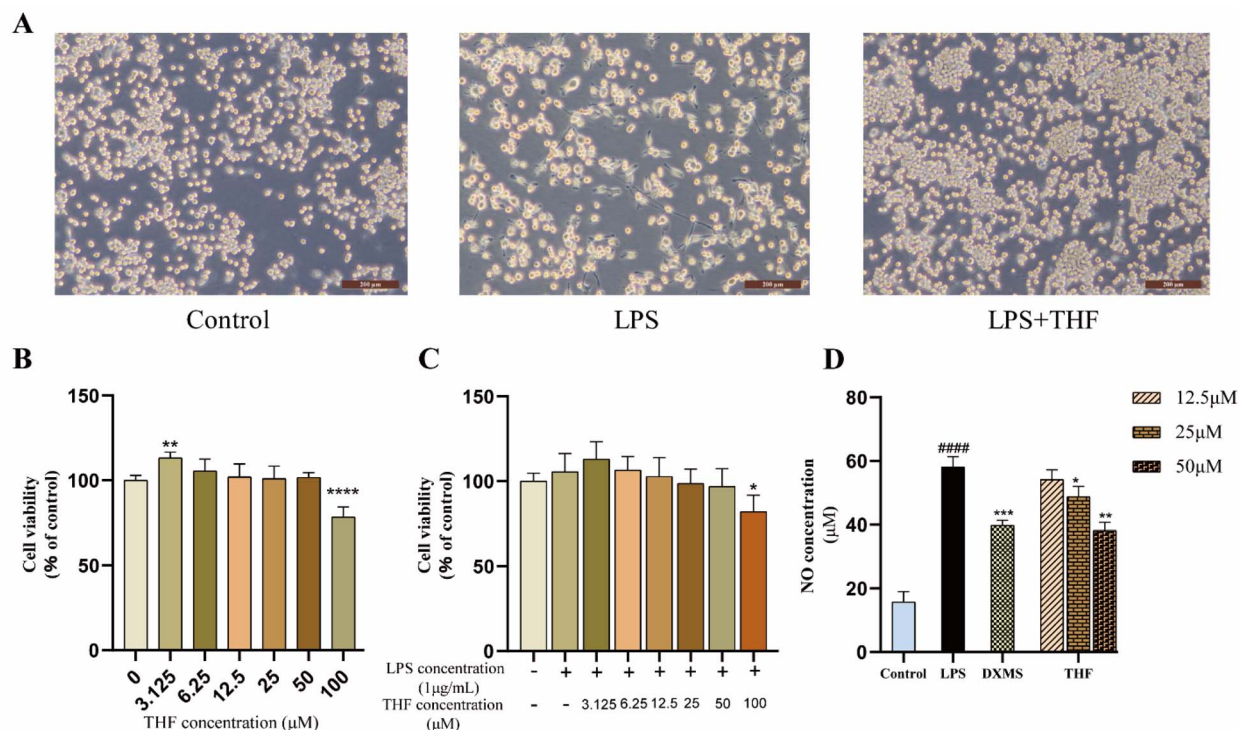 A
200 µm
200 µm
200 µm
Control
LPS
LPS+THF
B
Cell viability
(% of control)
150
100
50
0
**
****
0
3.125
6.25
12.5
25
50
100
THF concentration (µM)
C
Cell viability
(% of control)
150
100
50
0
*
LPS concentration
(1µg/mL)
- + + + + + + +
THF concentration
(µM)
- - 3.125 6.25 12.5 25 50 100
D
NO concentration
(µM)
80
60
40
20
0
####
***
*
**
Control
LPS
DXMS
THF
12.5µM
25µM
50µM